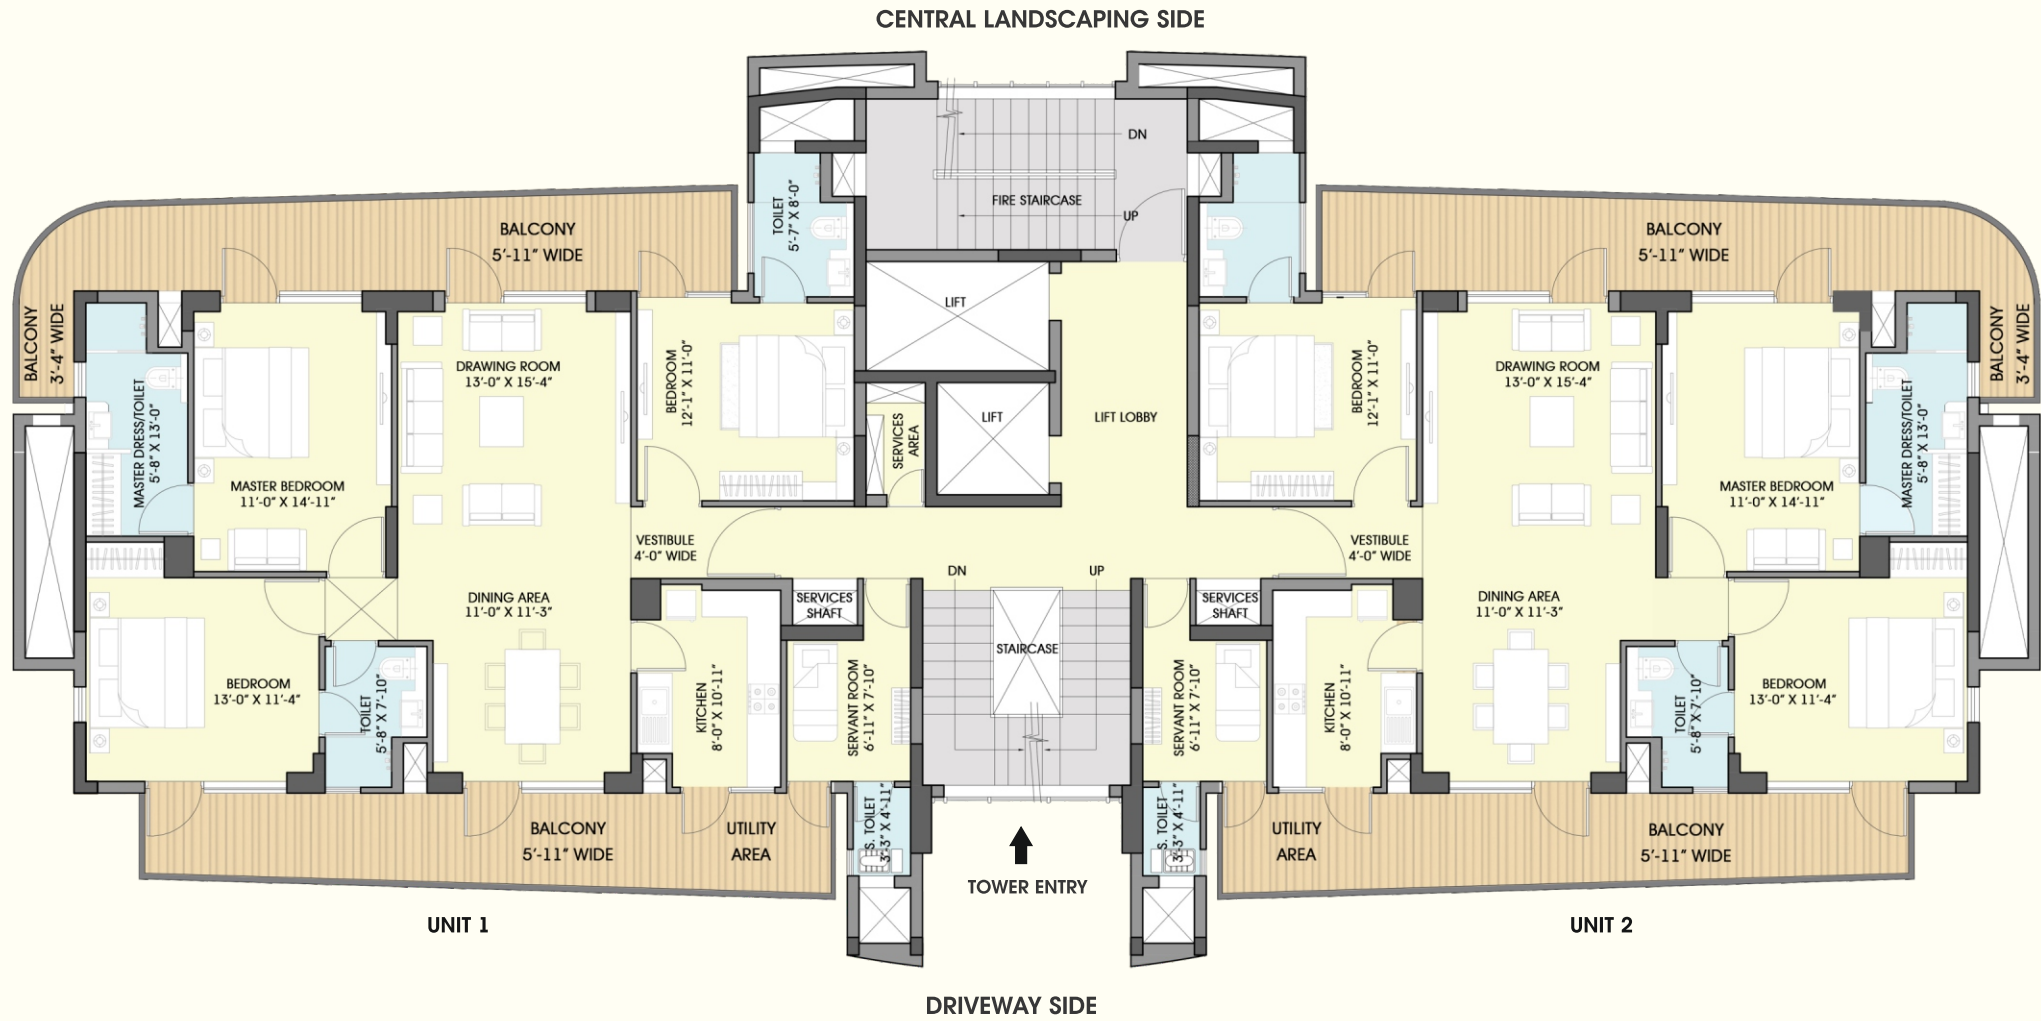 CENTRAL LANDSCAPING SIDE
DN
FIRE STAIRCASE
UP
BALCONY
5'-11" WIDE
BALCONY
3'-4" WIDE
TOILET
5'-7" X 8'-0"
BALCONY
5'-11" WIDE
BALCONY
3'-4" WIDE
LIFT
LIFT
LIFT LOBBY
SERVICES
AREA
MASTER DRESS/TOILET
5'-8" X 13'-0"
MASTER BEDROOM
11'-0" X 14'-11"
DRAWING ROOM
13'-0" X 15'-4"
BEDROOM
12'-1" X 11'-0"
BEDROOM
12'-1" X 11'-0"
DRAWING ROOM
13'-0" X 15'-4"
MASTER BEDROOM
11'-0" X 14'-11"
MASTER DRESS/TOILET
5'-8" X 13'-0"
VESTIBULE
4'-0" WIDE
VESTIBULE
4'-0" WIDE
DN
UP
STAIRCASE
DINING AREA
11'-0" X 11'-3"
SERVICES
SHAFT
SERVICES
SHAFT
DINING AREA
11'-0" X 11'-3"
BEDROOM
13'-0" X 11'-4"
TOILET
5'-8" X 7'-10"
KITCHEN
8'-0" X 10'-11"
SERVANT ROOM
6'-11" X 7'-10"
SERVANT ROOM
6'-11" X 7'-10"
KITCHEN
8'-0" X 10'-11"
TOILET
5'-8" X 7'-10"
BEDROOM
13'-0" X 11'-4"
BALCONY
5'-11" WIDE
UTILITY
AREA
S. TOILET
3'-3" X 4'-11"
TOWER ENTRY
S. TOILET
3'-3" X 4'-11"
UTILITY
AREA
BALCONY
5'-11" WIDE
UNIT 1
UNIT 2
DRIVEWAY SIDE